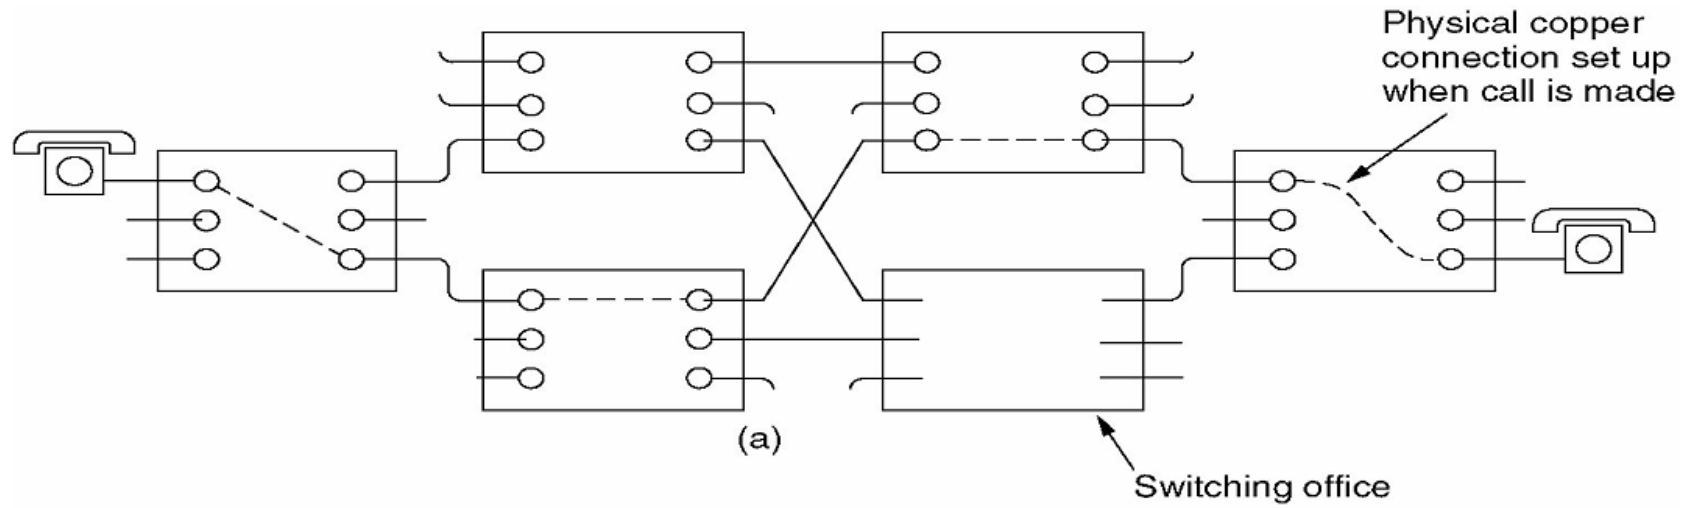 Physical copper
connection set up
when call is made
(a)
Switching office